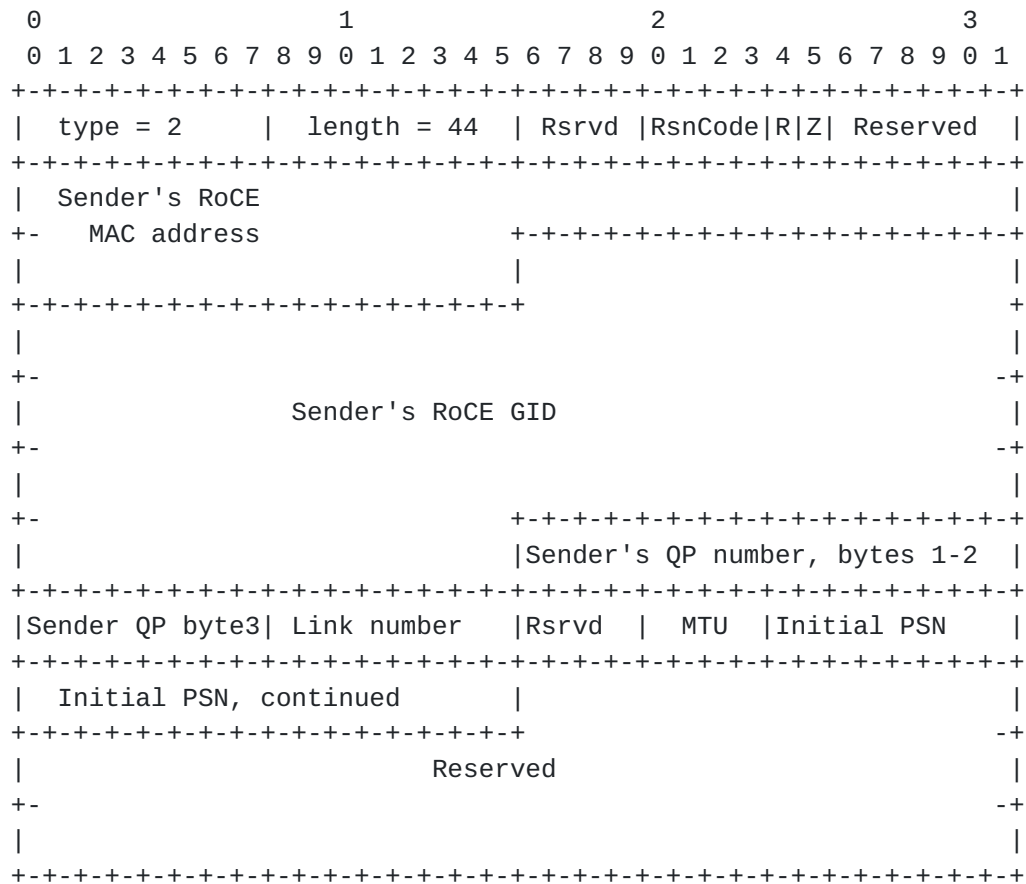 0                   1                   2                   3
 0 1 2 3 4 5 6 7 8 9 0 1 2 3 4 5 6 7 8 9 0 1 2 3 4 5 6 7 8 9 0 1
+-+-+-+-+-+-+-+-+-+-+-+-+-+-+-+-+-+-+-+-+-+-+-+-+-+-+-+-+-+-+-+-+
|  type = 2     |  length = 44  | Rsrvd |RsnCode|R|Z| Reserved  |
+-+-+-+-+-+-+-+-+-+-+-+-+-+-+-+-+-+-+-+-+-+-+-+-+-+-+-+-+-+-+-+-+
|  Sender's RoCE                                                |
+-   MAC address                +-+-+-+-+-+-+-+-+-+-+-+-+-+-+-+-+
|                               |                               |
+-+-+-+-+-+-+-+-+-+-+-+-+-+-+-+-+                               +
|                                                               |
+-                                                             -+
|                 Sender's RoCE GID                             |
+-                                                             -+
|                                                               |
+-                              +-+-+-+-+-+-+-+-+-+-+-+-+-+-+-+-+
|                               |Sender's QP number, bytes 1-2  |
+-+-+-+-+-+-+-+-+-+-+-+-+-+-+-+-+-+-+-+-+-+-+-+-+-+-+-+-+-+-+-+-+
|Sender QP byte3| Link number   |Rsrvd  |  MTU  |Initial PSN    |
+-+-+-+-+-+-+-+-+-+-+-+-+-+-+-+-+-+-+-+-+-+-+-+-+-+-+-+-+-+-+-+-+
|  Initial PSN, continued       |                               |
+-+-+-+-+-+-+-+-+-+-+-+-+-+-+-+-+                              -+
|                          Reserved                             |
+-                                                             -+
|                                                               |
+-+-+-+-+-+-+-+-+-+-+-+-+-+-+-+-+-+-+-+-+-+-+-+-+-+-+-+-+-+-+-+-+